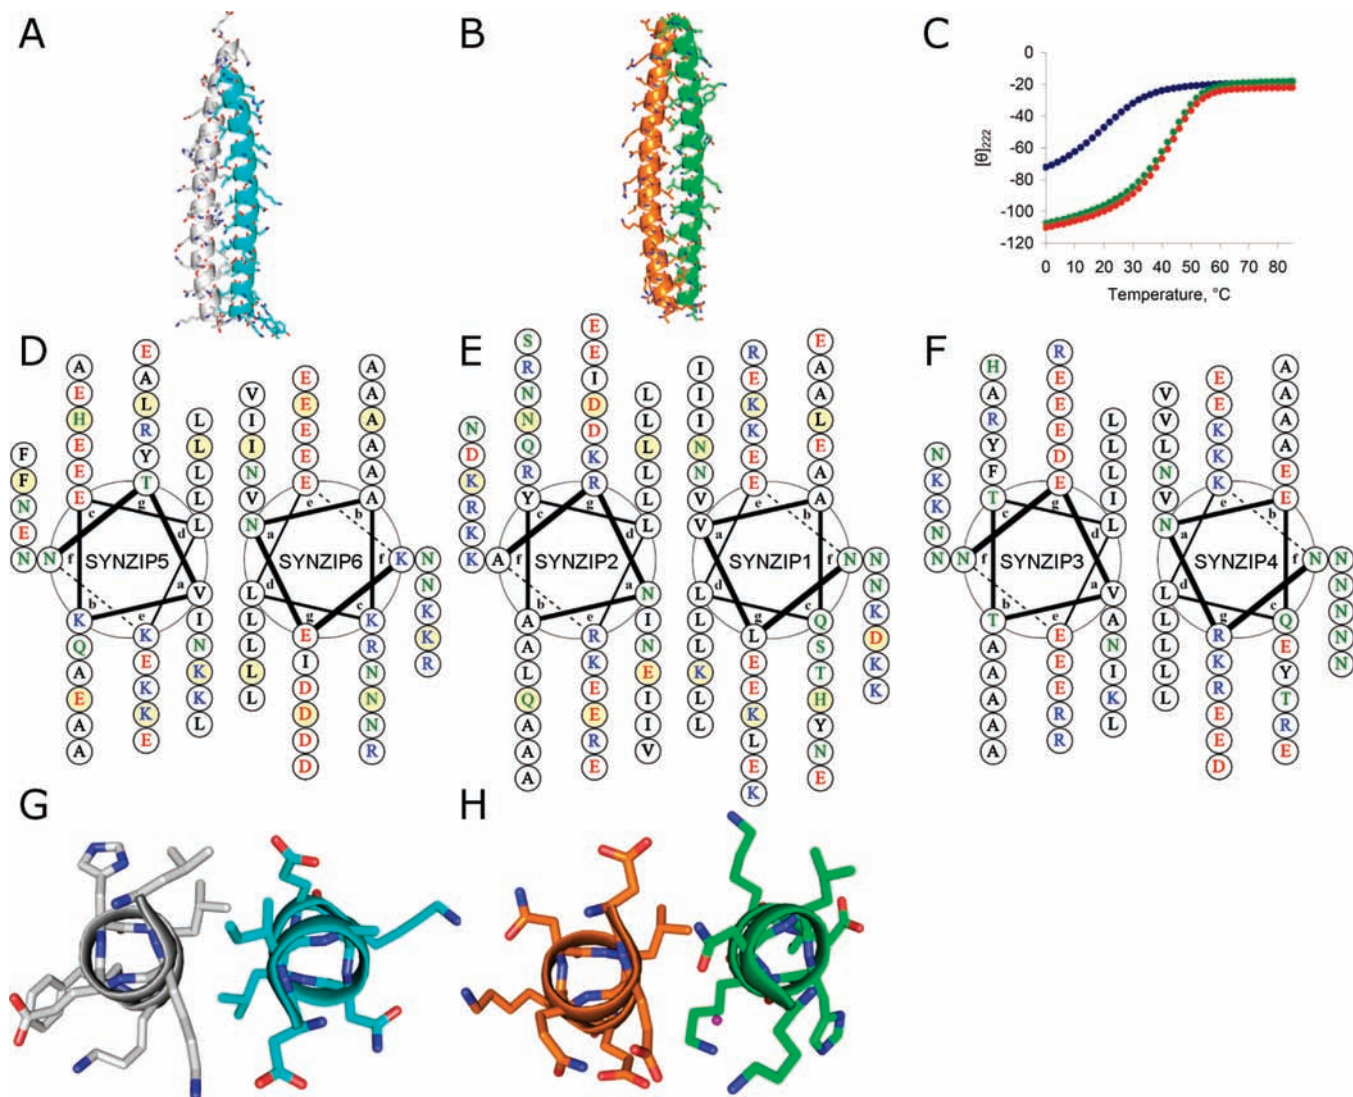 A
B
C
0
-20
-40
-60
-80
-100
-120
[θ]222
0 10 20 30 40 50 60 70 80
Temperature, °C
D
A E H E E E
E A L R Y T
L L L L L
F F N E N N
c g d f a b e
SYNZIP5
K Q A E A A
K E K K E
V I N K K L
V I I N V N
E E E E E
A A A A A A
a e b f d g c
SYNZIP6
K N N K K R
L L L L L
E I D D D D
K R N N N R
E
N D K R K K A
S R N N Q R Y
E E I D D K R
L L L L L L
c g d f a b e
SYNZIP2
A A L Q A A A
R K E E R E
N I N E I I V
I I I N N V V
R E K K E E
E A A L E A A
a e b f d g c
SYNZIP1
N N N K D K K
L L L L K L L
L E E K L E K
Q S T H Y N E
F
N K K N N N
H A R Y F T
R E E E D E
L L L I L
c g d f a b e
SYNZIP3
T A A A A A
E E E R R
V A N I K L
V V L N V N
E E K K K
A A A A E E
a e b f d g c
SYNZIP4
N N N N N N
L L L L L
R K R E E D
Q E Y T R E
G
H